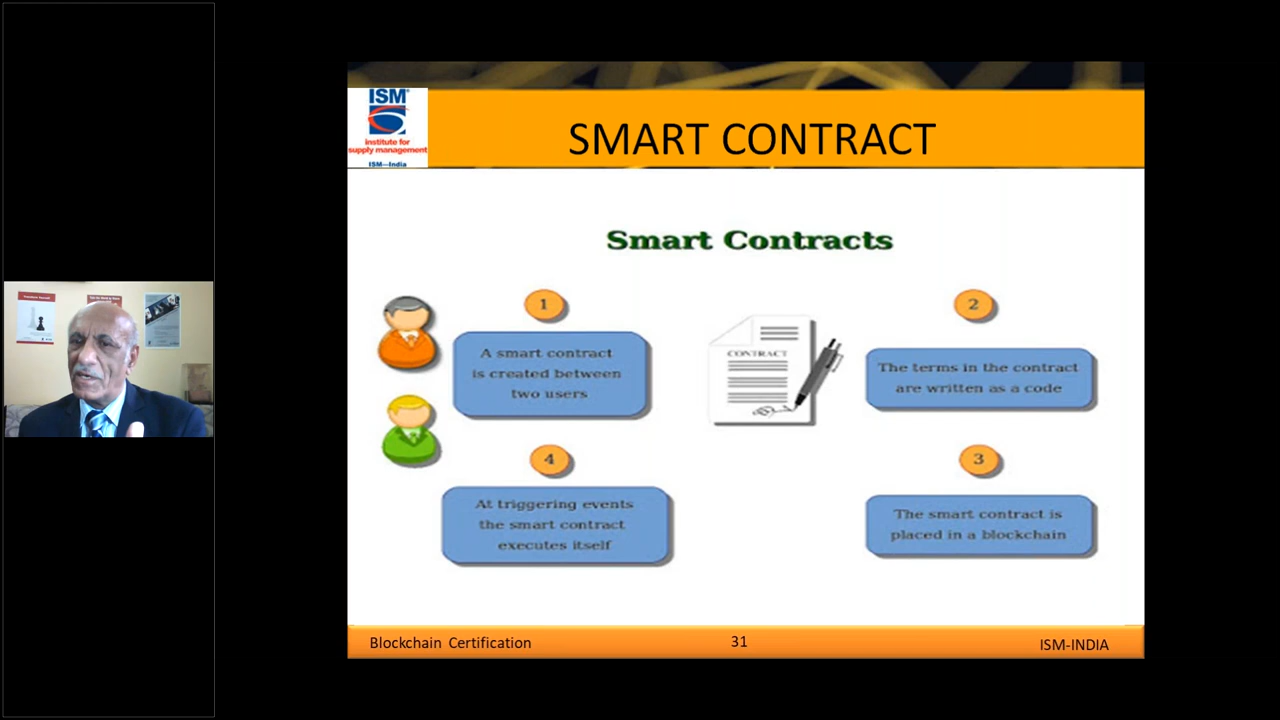 ISM®
institute for
supply management
ISM—India
SMART CONTRACT
Smart Contracts
1
A smart contract
is created between
two users
CONTRACT
2
The terms in the contract
are written as a code
4
At triggering events
the smart contract
executes itself
3
The smart contract is
placed in a blockchain
Blockchain Certification
31
ISM-INDIA